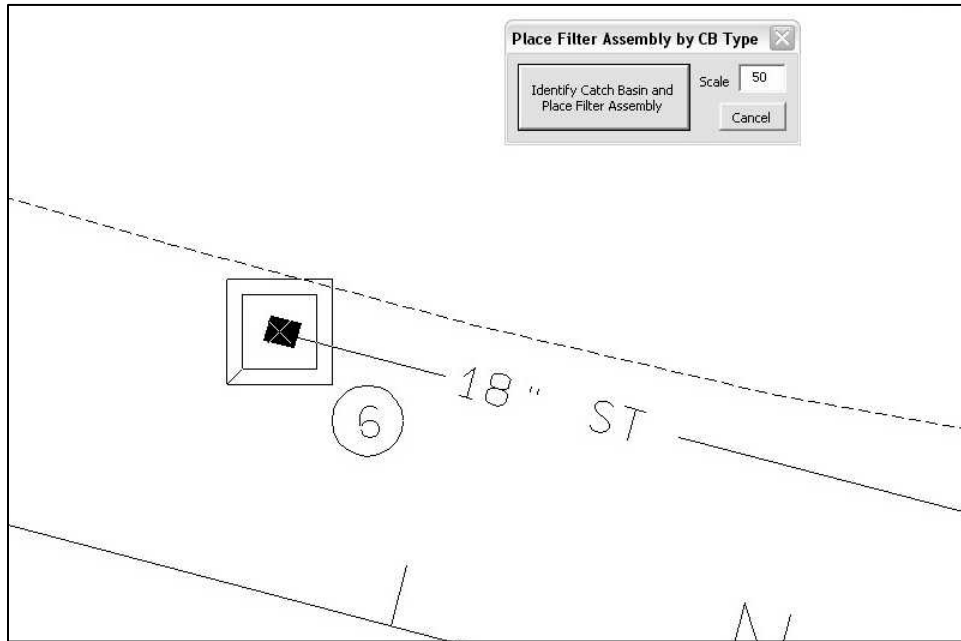 Place Filter Assembly by CB Type
Identify Catch Basin and
Place Filter Assembly
Scale 50
Cancel
18" ST
6
N